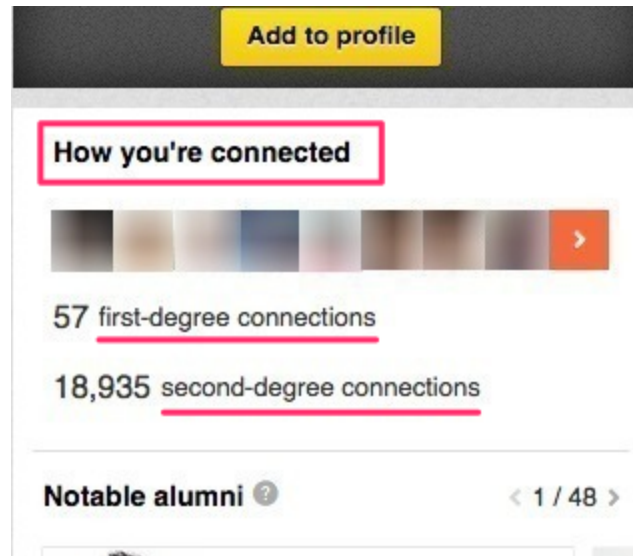 Add to profile
How you're connected
57 first-degree connections
18,935 second-degree connections
Notable alumni ? < 1 / 48 >